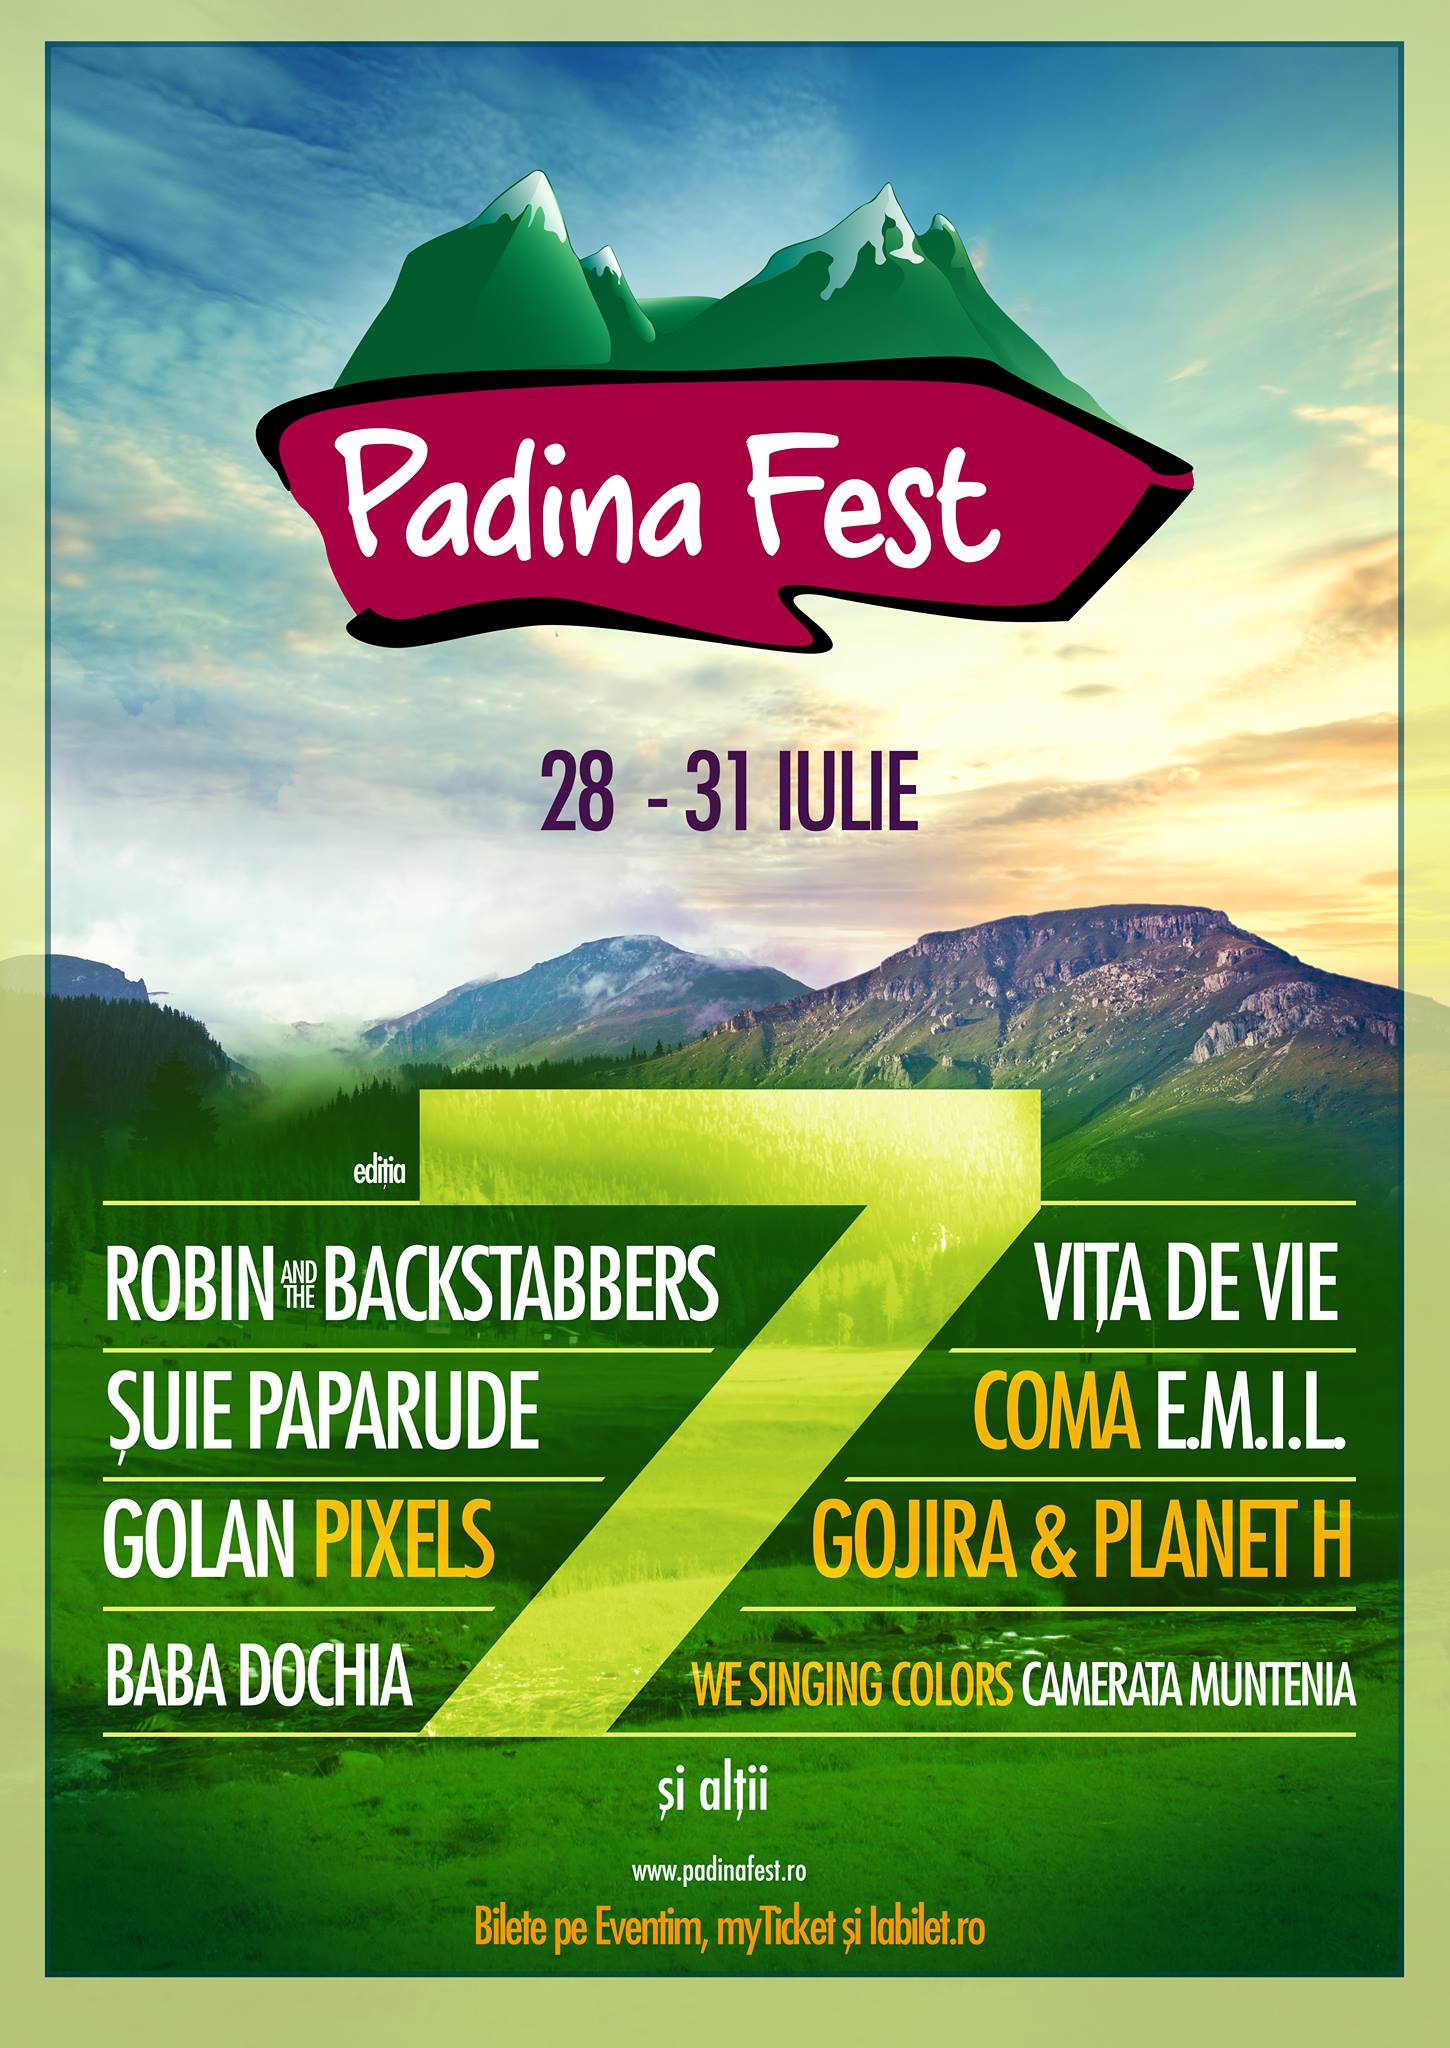 Padina Fest
28 - 31 IULIE
ediția 7
ROBIN AND THE BACKSTABBERS
VIȚA DE VIE
ȘUIE PAPARUDE
COMA E.M.I.L.
GOLAN PIXELS
GOJIRA & PLANET H
BABA DOCHIA
WE SINGING COLORS CAMERATA MUNTENIA
și alții
www.padinafest.ro
Bilete pe Eventim, myTicket și Iabilet.ro